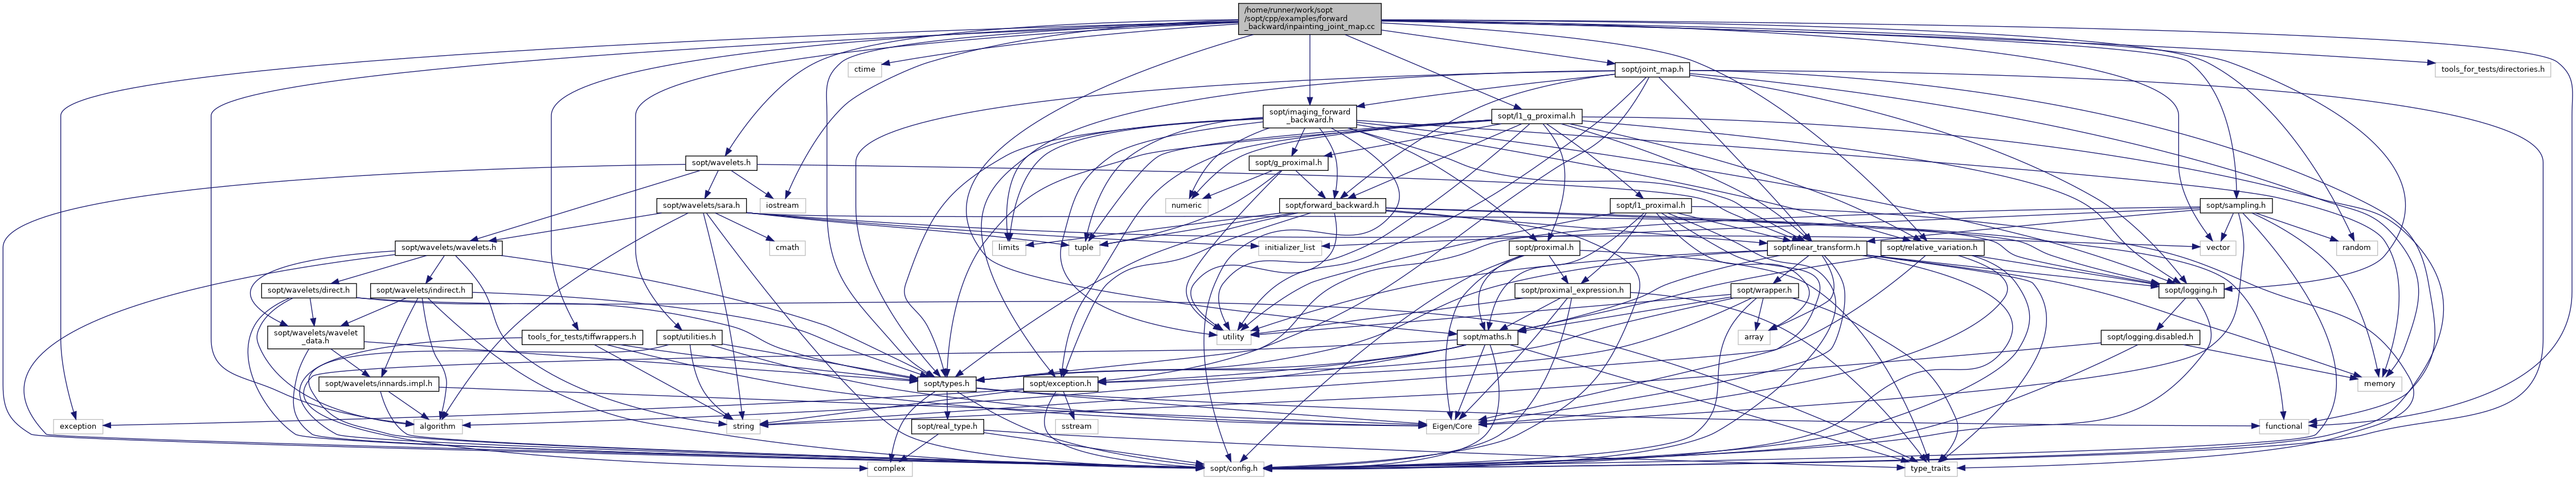 /home/runner/work/sopt
/sopt/cpp/examples/forward
_backward/inpainting_joint_map.cc
ctime
sopt/joint_map.h
tools_for_tests/directories.h
sopt/imaging_forward
_backward.h
sopt/l1_g_proximal.h
sopt/wavelets.h
sopt/g_proximal.h
sopt/wavelets/sara.h
iostream
numeric
sopt/forward_backward.h
sopt/l1_proximal.h
sopt/sampling.h
sopt/wavelets/wavelets.h
cmath
initializer_list
limits
tuple
sopt/proximal.h
sopt/linear_transform.h
sopt/relative_variation.h
vector
random
sopt/wavelets/direct.h
sopt/wavelets/indirect.h
sopt/proximal_expression.h
sopt/wrapper.h
sopt/logging.h
sopt/wavelets/wavelet
_data.h
tools_for_tests/tiffwrappers.h
sopt/utilities.h
utility
sopt/maths.h
array
sopt/logging.disabled.h
sopt/wavelets/innards.impl.h
sopt/types.h
sopt/exception.h
memory
exception
algorithm
string
sopt/real_type.h
sstream
Eigen/Core
functional
complex
sopt/config.h
type_traits